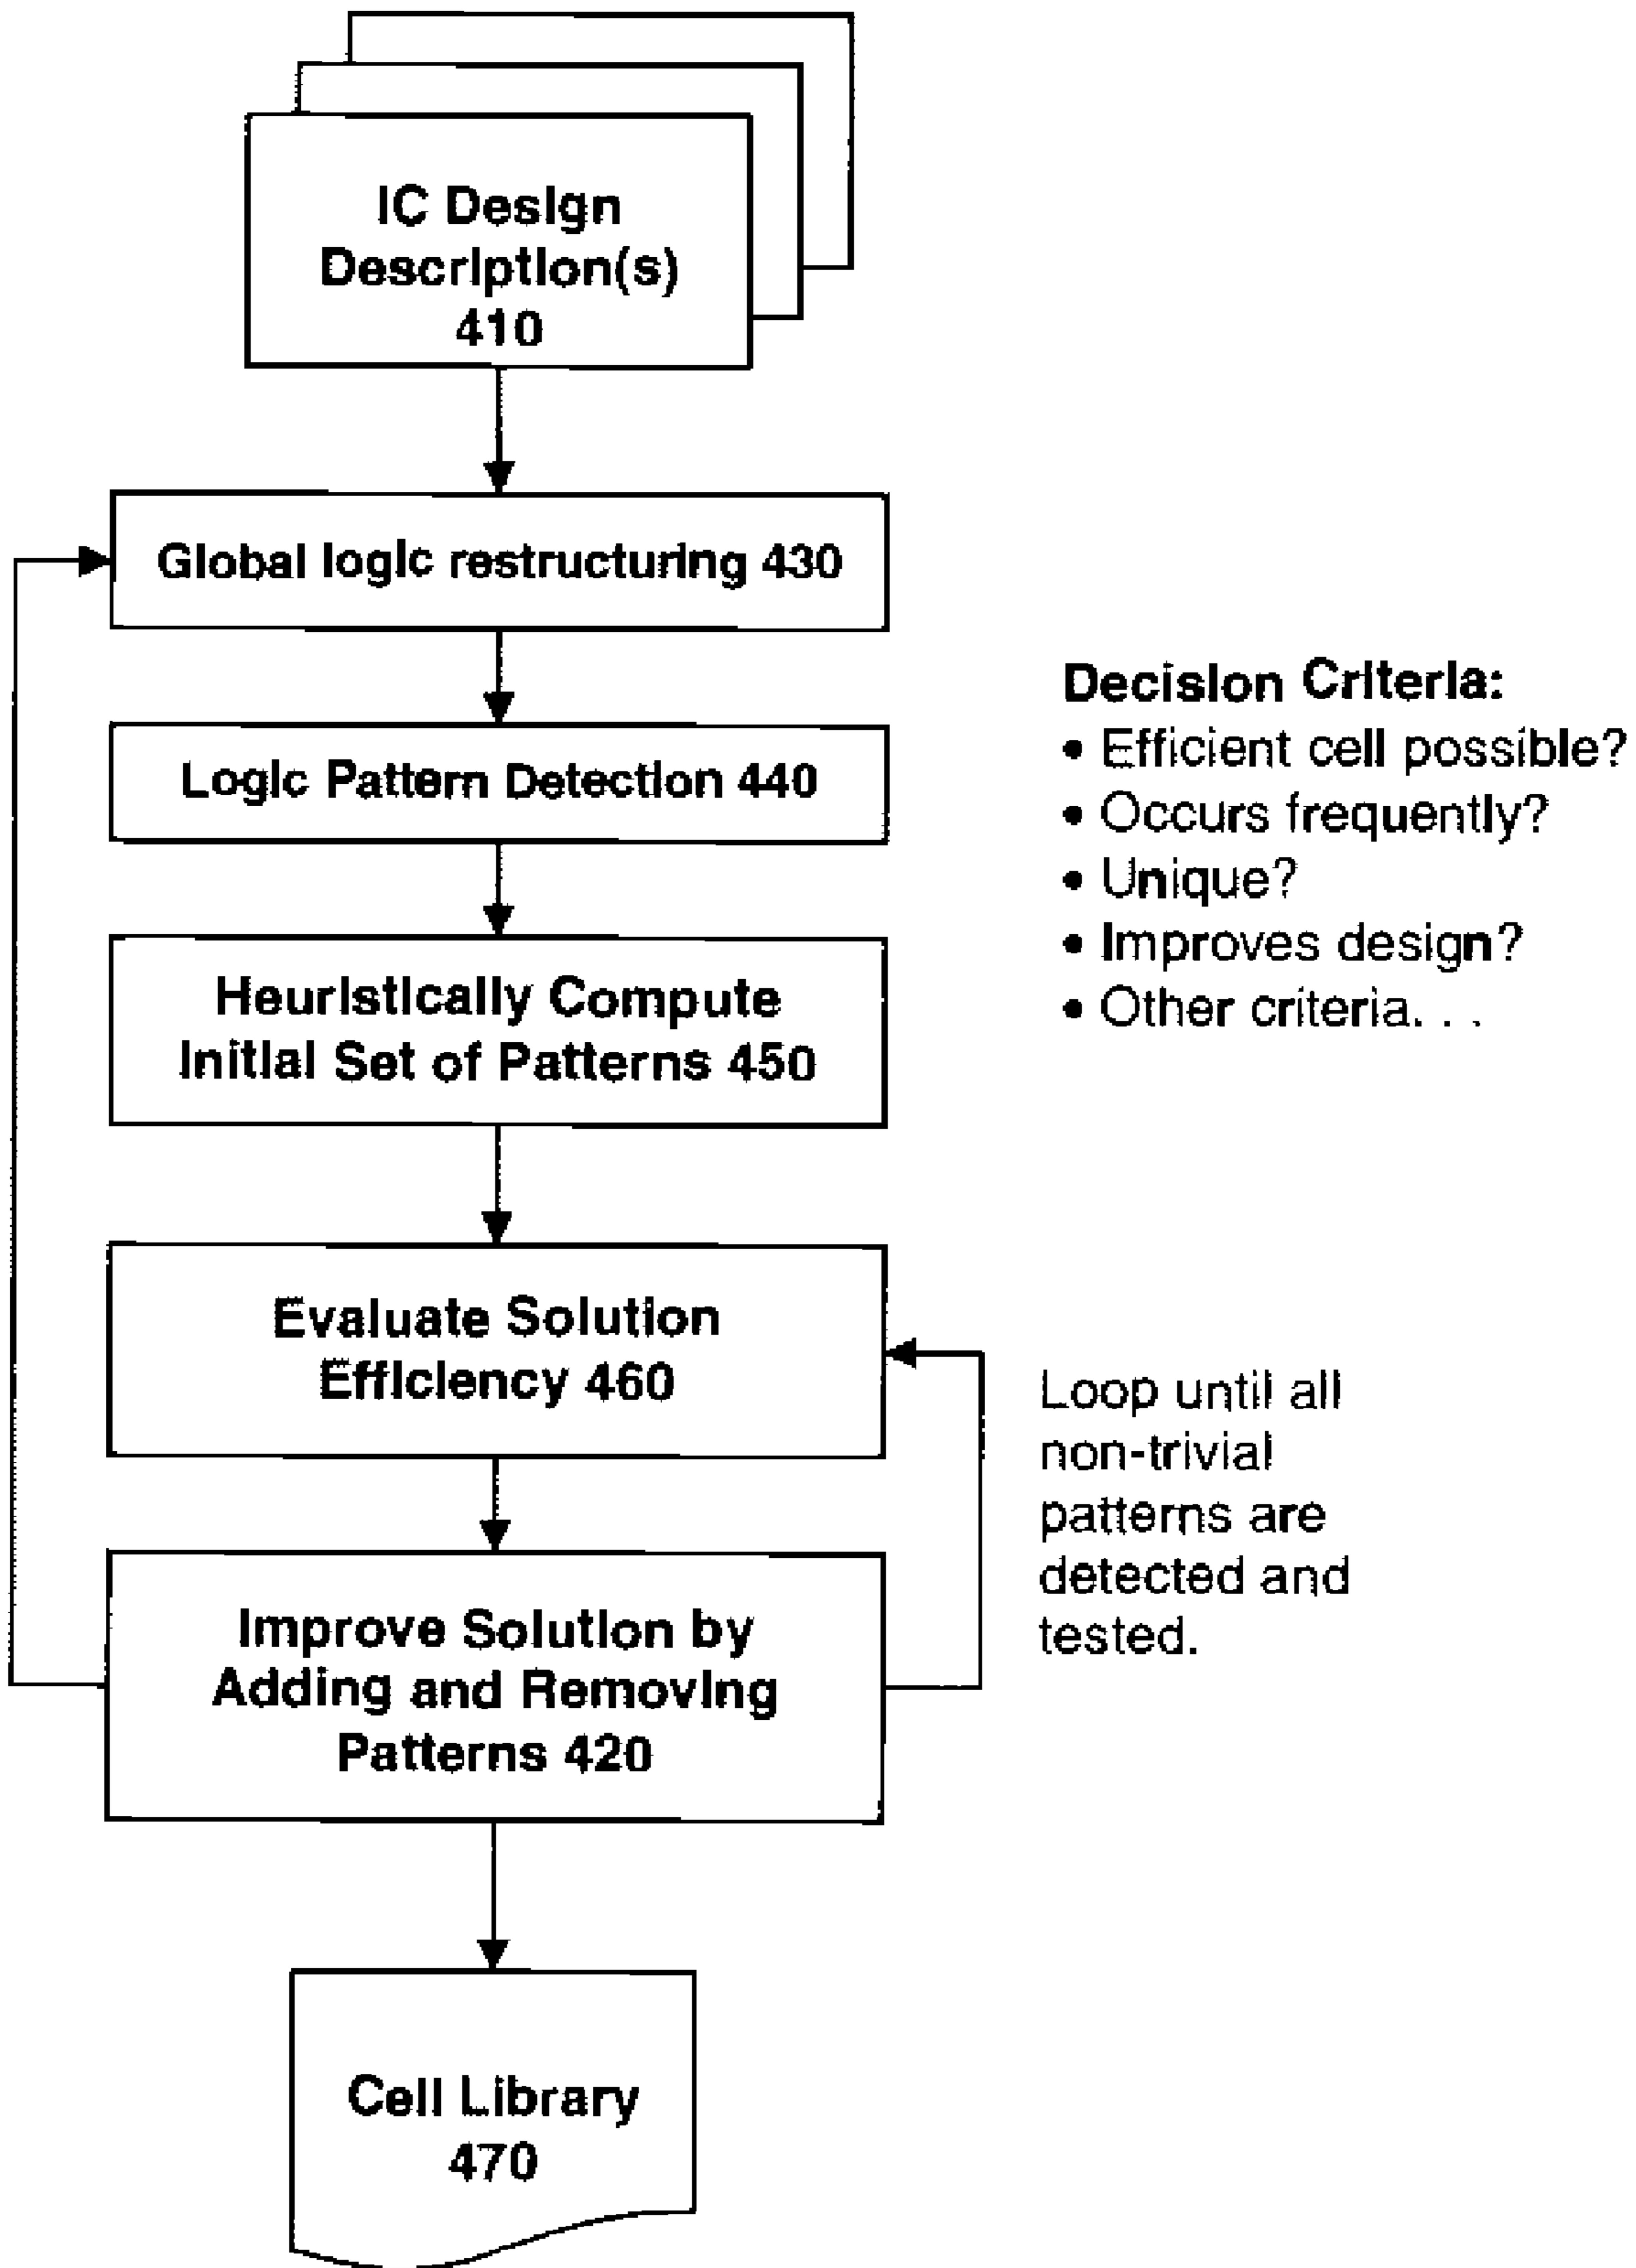 IC Design
Description(s)
410
Global logic restructuring 430
Logic Pattern Detection 440
Heuristically Compute
Initial Set of Patterns 450
Decision Criteria:
• Efficient cell possible?
• Occurs frequently?
• Unique?
• Improves design?
• Other criteria. . .
Evaluate Solution
Efficiency 460
Loop until all
non-trivial
patterns are
detected and
tested.
Improve Solution by
Adding and Removing
Patterns 420
Cell Library
470